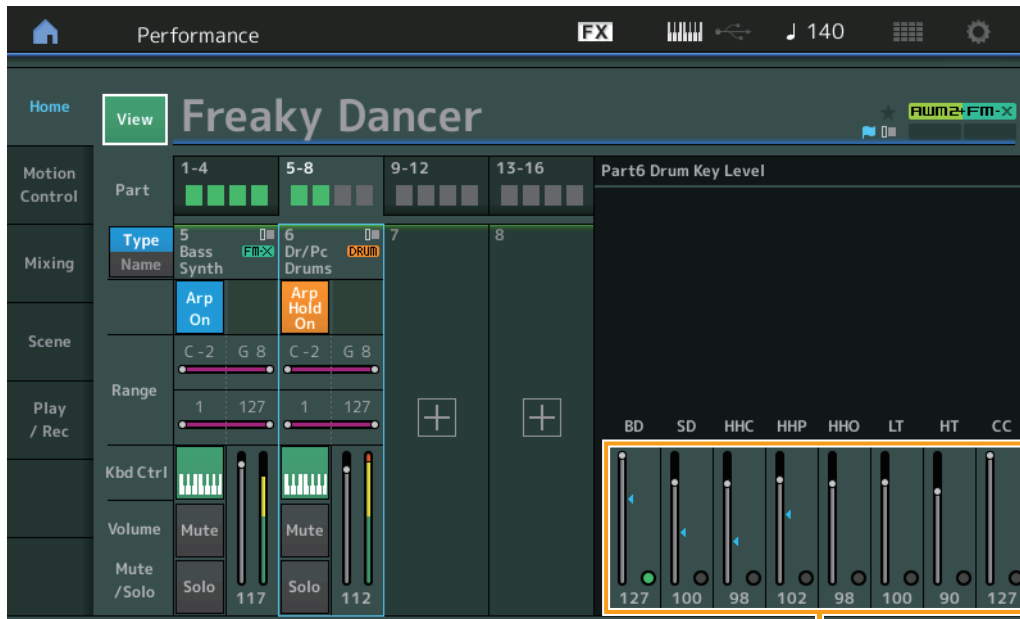 Performance FX ♩ 140
Home
View
Freaky Dancer
AWM2+FM-X
Motion
Control
Part
1-4 5-8 9-12 13-16
Part6 Drum Key Level
Mixing
Type
Name
5
Bass
Synth
FM-X
6
Dr/Pc
Drums
DRUM
7
8
Arp
On
Arp
Hold
On
Scene
Range
C -2 G 8 C -2 G 8
1 127 1 127
Play
/ Rec
BD SD HHC HHP HHO LT HT CC
Kbd Ctrl
Volume
Mute
Mute
Mute
/Solo
Solo
117
Solo
112
127 100 98 102 98 100 90 127